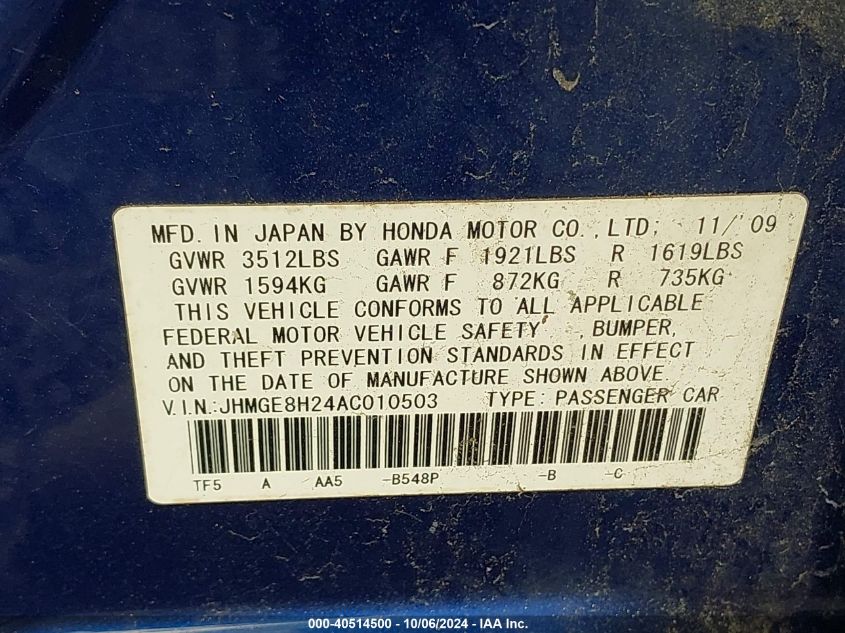 MFD. IN JAPAN BY HONDA MOTOR CO., LTD; 11/'09
GVWR 3512LBS GAWR F 1921LBS R 1619LBS
GVWR 1594KG GAWR F 872KG R 735KG
THIS VEHICLE CONFORMS TO ALL APPLICABLE
FEDERAL MOTOR VEHICLE SAFETY , BUMPER,
AND THEFT PREVENTION STANDARDS IN EFFECT
ON THE DATE OF MANUFACTURE SHOWN ABOVE
V.I.N.:JHMGE8H24AC010503 TYPE: PASSENGER CAR
TF5 A AA5 -B548P -B -C
000-40514500 - 10/06/2024 - IAA Inc.